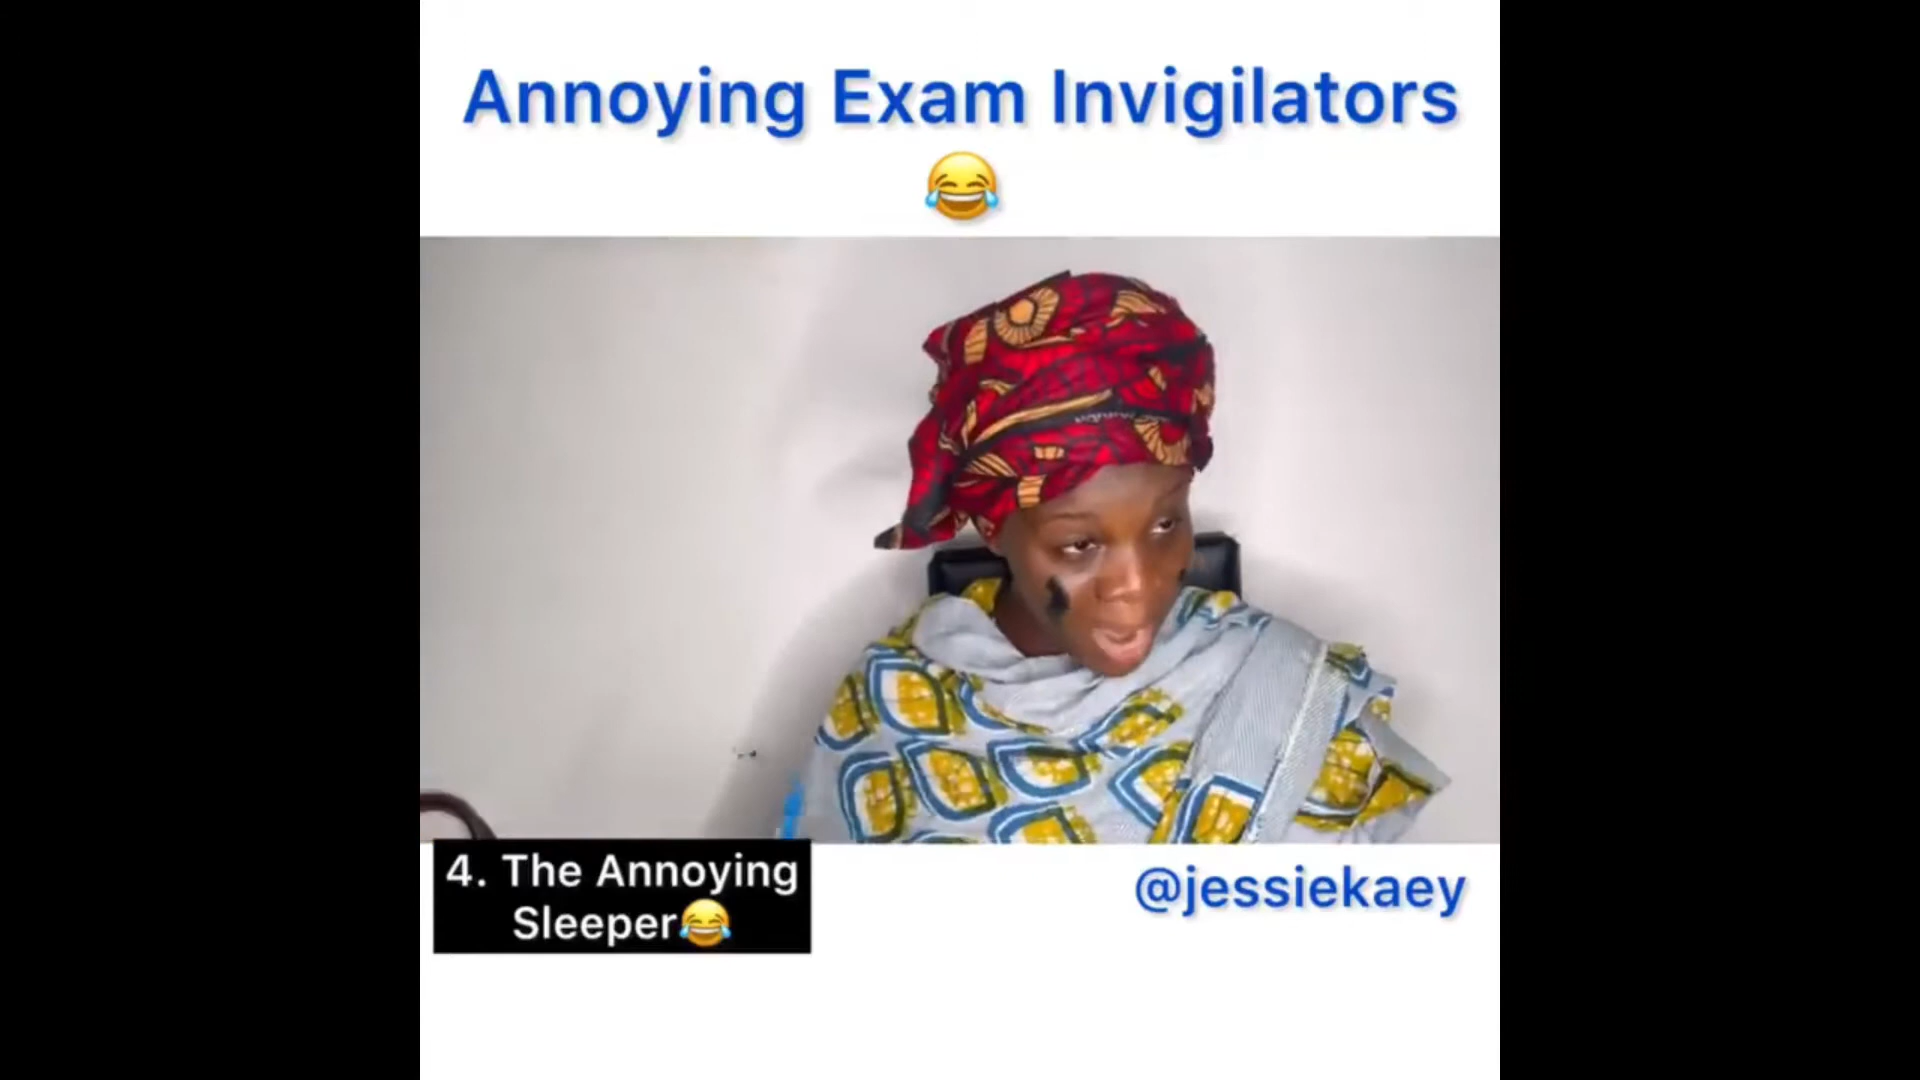 Annoying Exam Invigilators
😂
4. The Annoying
Sleeper😂
@jessiekaey